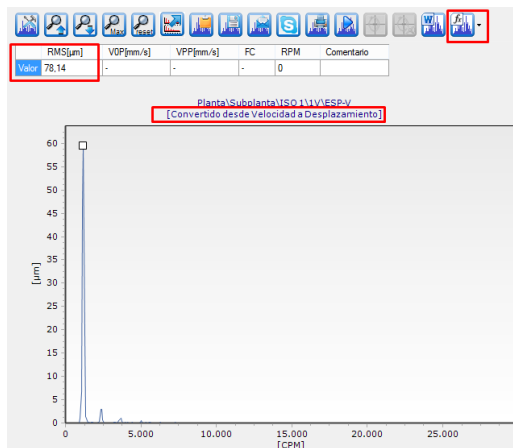 Max
reset
W
f(x)
RMS[µm] V0P[mm/s] VPP[mm/s] FC RPM Comentario
Valor 78,14 - - - 0
Planta\Subplanta\ISO 1\1V\ESP-V
[Convertido desde Velocidad a Desplazamiento]
60
55
50
45
40
35
30
25
20
15
10
5
0
[µm]
0 5.000 10.000 15.000 20.000 25.000
[CPM]